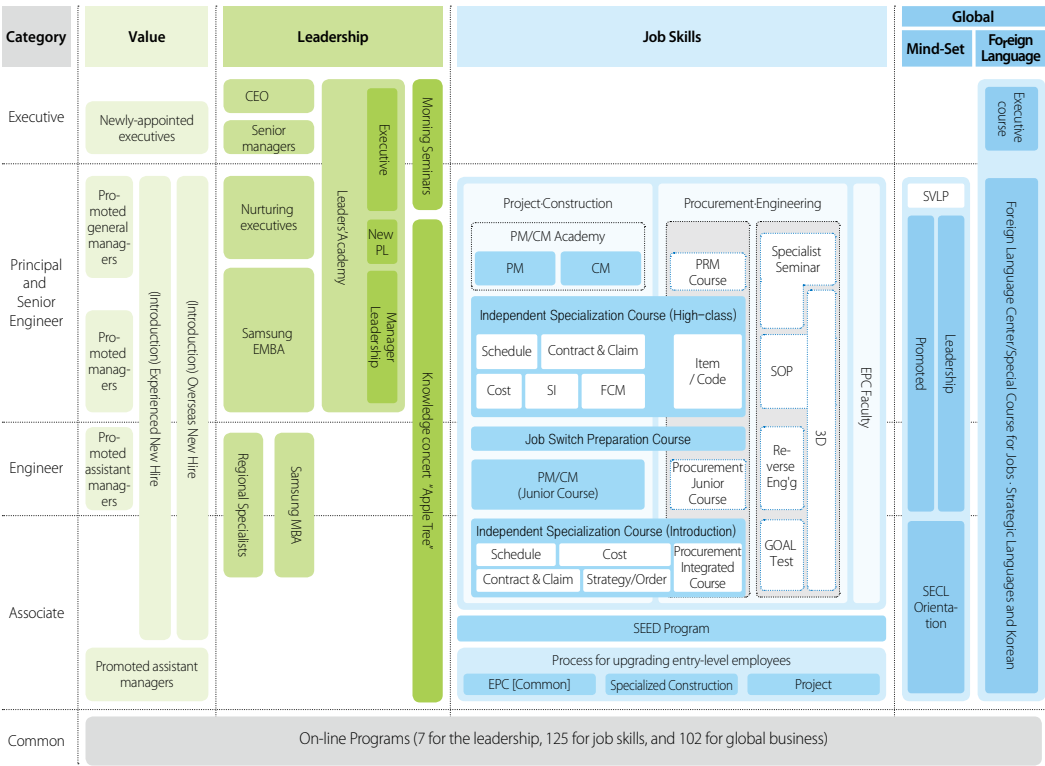 Category
Value
Leadership
Job Skills
Global
Mind-Set
Foreign
Language
Executive
Newly-appointed
executives
CEO
Senior
managers
Leaders'Academy
Executive
New
PL
Manager
Leadership
Morning Seminars
Knowledge concert "Apple Tree"
Executive
course
Principal
and
Senior
Engineer
Pro-
moted
general
manag-
ers
Promoted
managers
(Introduction) Experienced New Hire
(Introduction) Overseas New Hire
Nurturing
executives
Samsung
EMBA
Project·Construction
PM/CM Academy
PM
CM
Procurement·Engineering
PRM
Course
Specialist
Seminar
Independent Specialization Course (High-class)
Schedule
Contract & Claim
Cost
SI
FCM
Item
/ Code
SOP
3D
EPC Faculty
SVLP
Promoted
Leadership
Foreign Language Center/Special Course for Jobs · Strategic Languages and Korean
Engineer
Pro-
moted
assistant
manag-
ers
Regional Specialists
Samsung MBA
Job Switch Preparation Course
PM/CM
(Junior Course)
Procurement
Junior
Course
Re-
verse
Eng'g
Associate
Independent Specialization Course (Introduction)
Schedule
Cost
Contract & Claim
Strategy/Order
Procurement
Integrated
Course
GOAL
Test
SECL
Orienta-
tion
SEED Program
Promoted assistant
managers
Process for upgrading entry-level employees
EPC [Common]
Specialized Construction
Project
Common
On-line Programs (7 for the leadership, 125 for job skills, and 102 for global business)